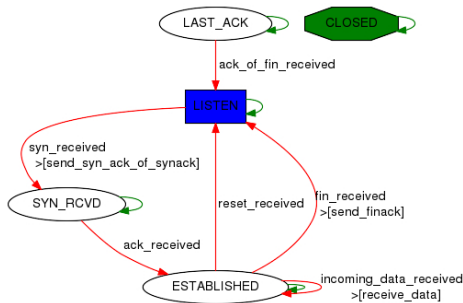 LAST_ACK
CLOSED
ack_of_fin_received
LISTEN
syn_received
>[send_syn_ack_of_synack]
SYN_RCVD
reset_received
fin_received
>[send_finack]
ack_received
ESTABLISHED
incoming_data_received
>[receive_data]